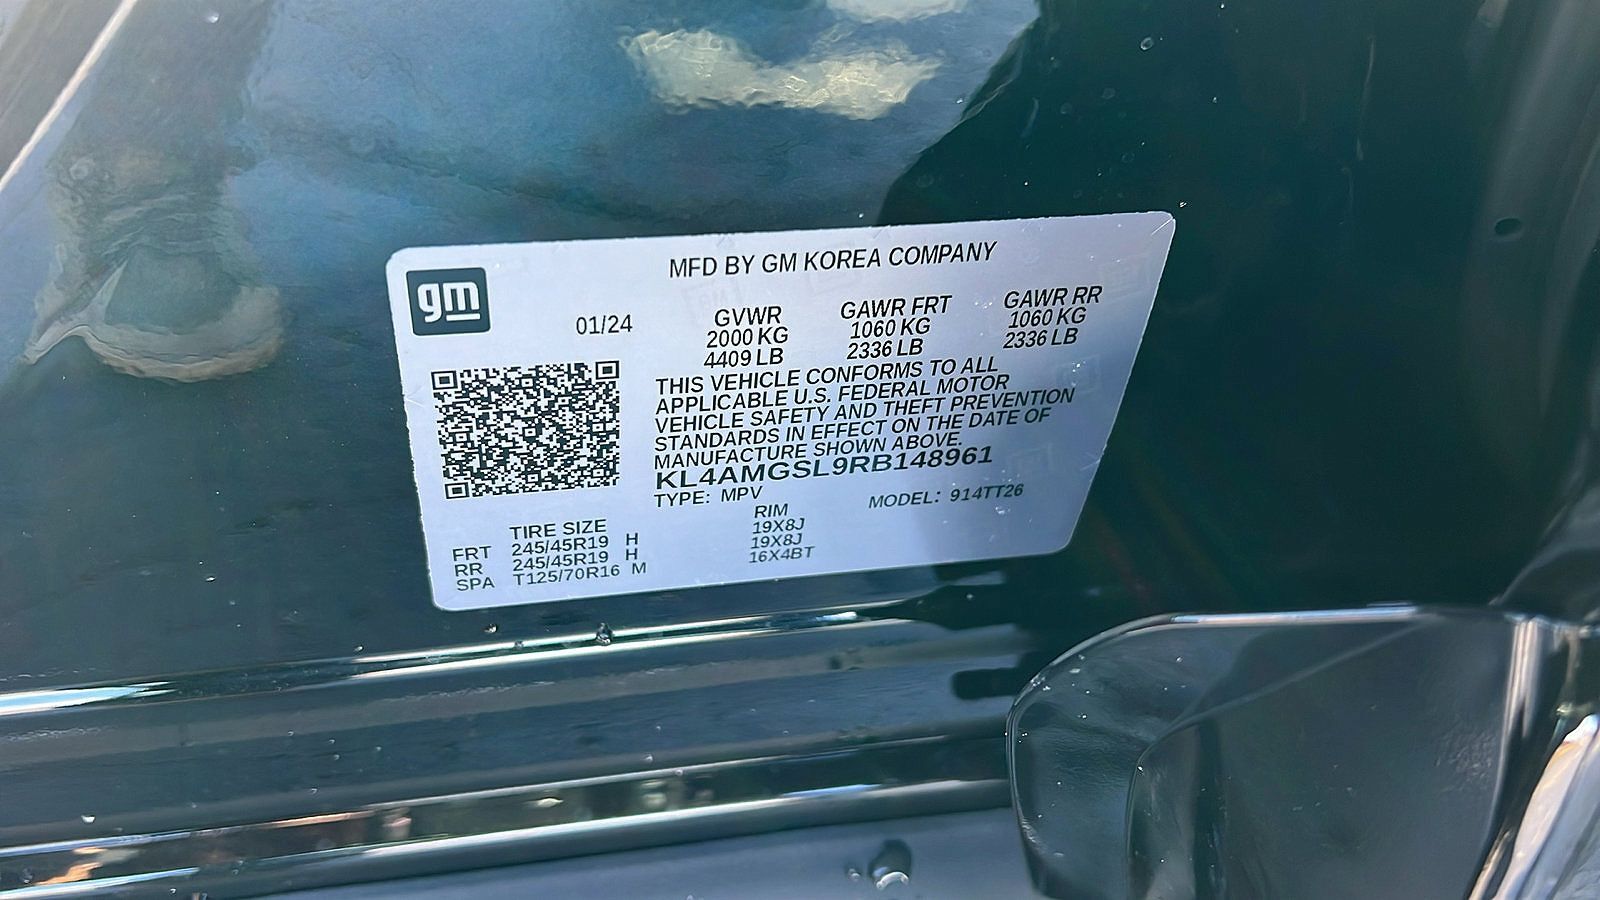 MFD BY GM KOREA COMPANY
gm
01/24
GVWR GAWR FRT GAWR RR
2000 KG 1060 KG 1060 KG
4409 LB 2336 LB 2336 LB
THIS VEHICLE CONFORMS TO ALL
APPLICABLE U.S. FEDERAL MOTOR
VEHICLE SAFETY AND THEFT PREVENTION
STANDARDS IN EFFECT ON THE DATE OF
MANUFACTURE SHOWN ABOVE.
KL4AMGSL9RB148961
TYPE: MPV MODEL: 914TT26
TIRE SIZE RIM
FRT 245/45R19 H 19X8J
RR 245/45R19 H 19X8J
SPA T125/70R16 M 16X4BT